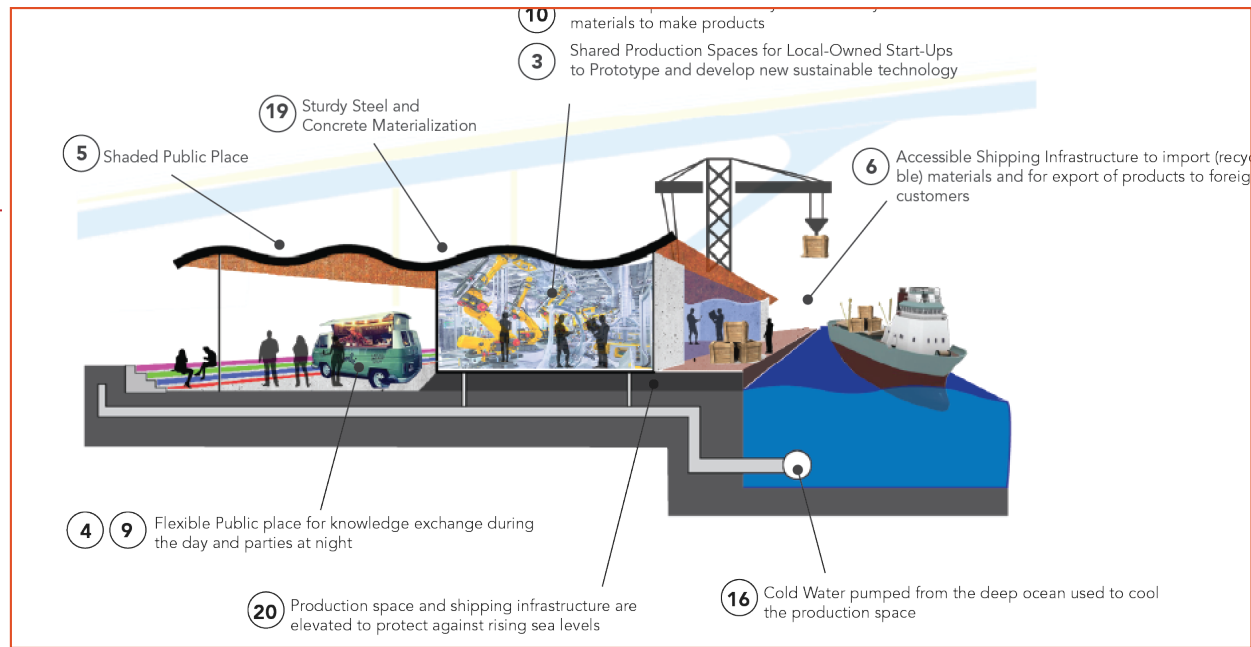 10
materials to make products
3
Shared Production Spaces for Local-Owned Start-Ups
to Prototype and develop new sustainable technology
19
Sturdy Steel and
Concrete Materialization
5
Shaded Public Place
6
Accessible Shipping Infrastructure to import (recy
ble) materials and for export of products to foreig
customers
4 9
Flexible Public place for knowledge exchange during
the day and parties at night
20
Production space and shipping infrastructure are
elevated to protect against rising sea levels
16
Cold Water pumped from the deep ocean used to cool
the production space